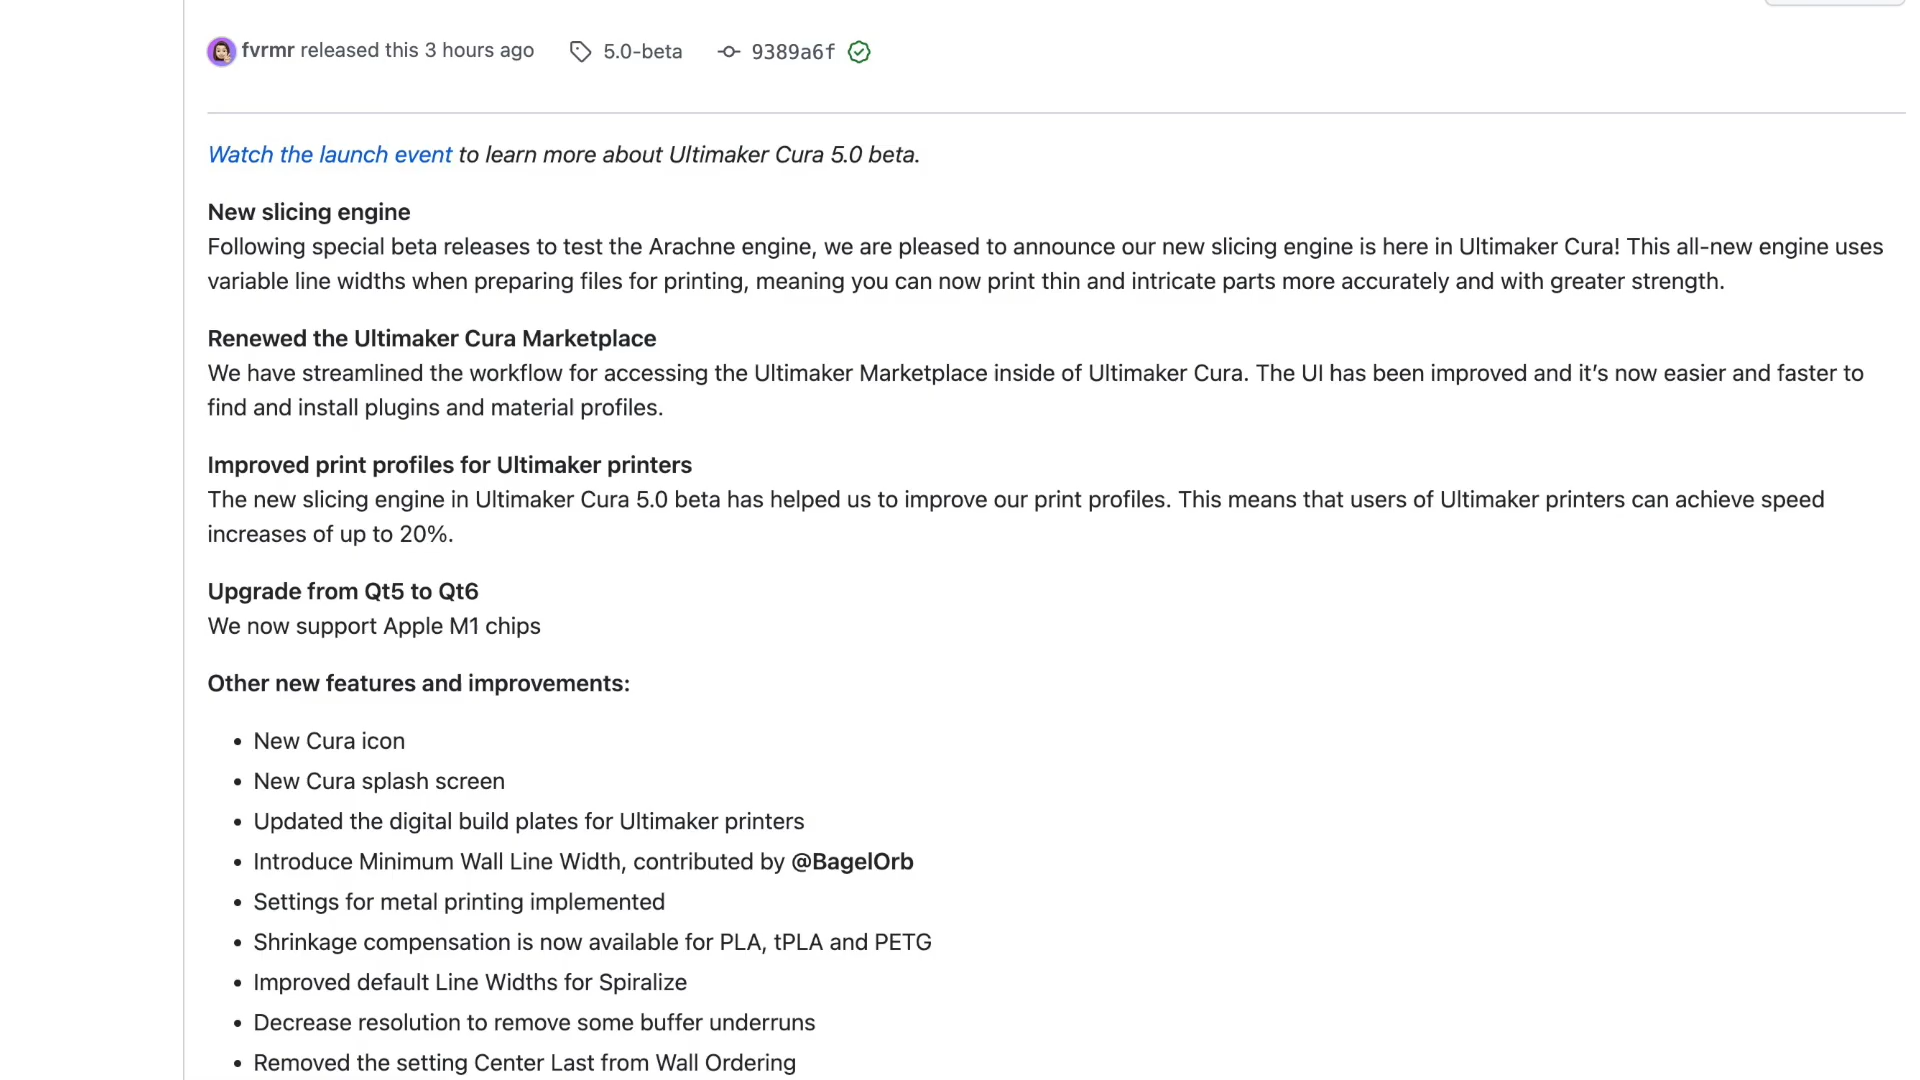 fvrmr released this 3 hours ago 5.0-beta 9389a6f
Watch the launch event to learn more about Ultimaker Cura 5.0 beta.
New slicing engine
Following special beta releases to test the Arachne engine, we are pleased to announce our new slicing engine is here in Ultimaker Cura! This all-new engine uses
variable line widths when preparing files for printing, meaning you can now print thin and intricate parts more accurately and with greater strength.
Renewed the Ultimaker Cura Marketplace
We have streamlined the workflow for accessing the Ultimaker Marketplace inside of Ultimaker Cura. The UI has been improved and it’s now easier and faster to
find and install plugins and material profiles.
Improved print profiles for Ultimaker printers
The new slicing engine in Ultimaker Cura 5.0 beta has helped us to improve our print profiles. This means that users of Ultimaker printers can achieve speed
increases of up to 20%.
Upgrade from Qt5 to Qt6
We now support Apple M1 chips
Other new features and improvements:
• New Cura icon
• New Cura splash screen
• Updated the digital build plates for Ultimaker printers
• Introduce Minimum Wall Line Width, contributed by @BagelOrb
• Settings for metal printing implemented
• Shrinkage compensation is now available for PLA, tPLA and PETG
• Improved default Line Widths for Spiralize
• Decrease resolution to remove some buffer underruns
• Removed the setting Center Last from Wall Ordering